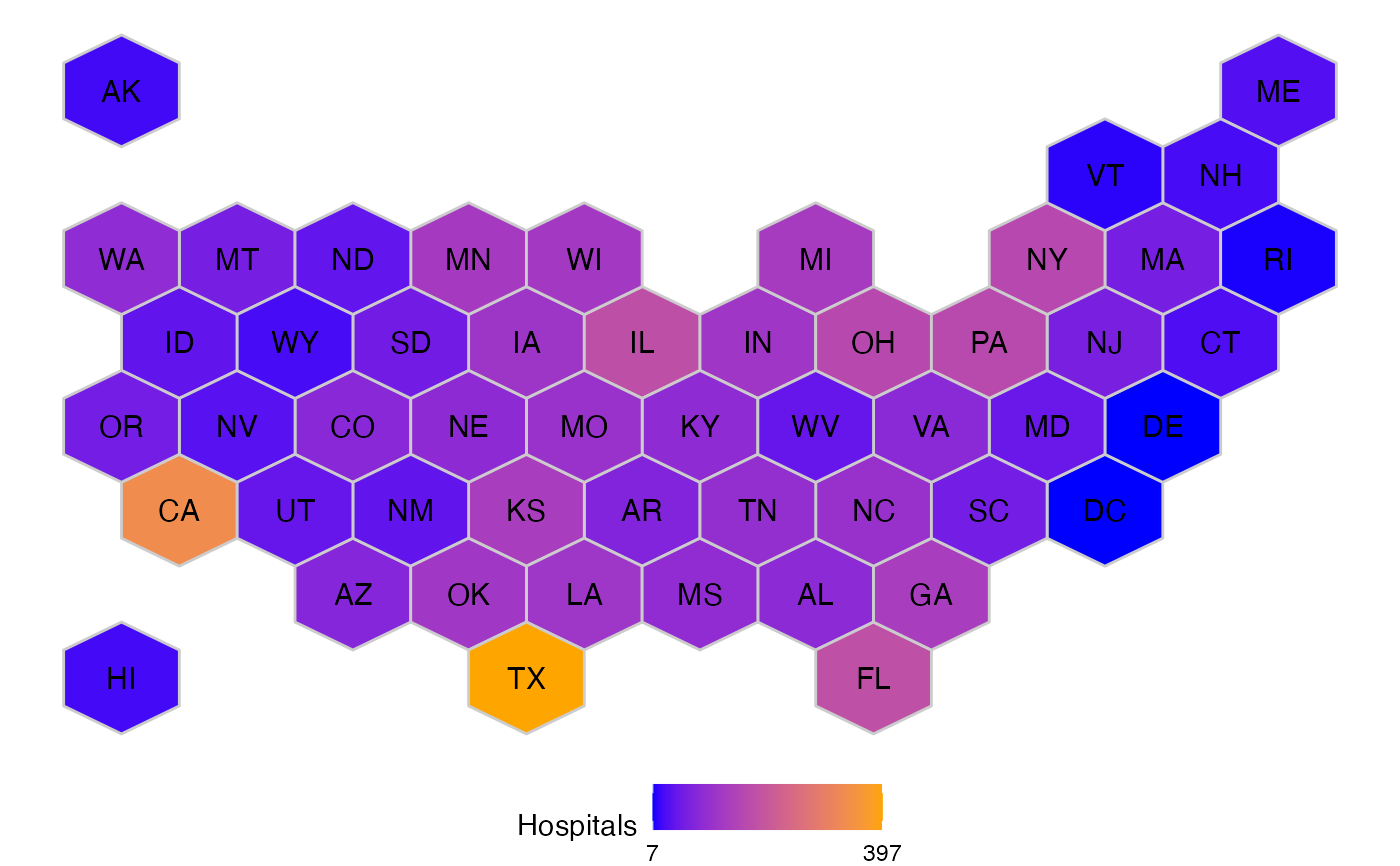 AK ME
VT NH
WA MT ND MN WI MI NY MA RI
ID WY SD IA IL IN OH PA NJ CT
OR NV CO NE MO KY WV VA MD DE
CA UT NM KS AR TN NC SC DC
AZ OK LA MS AL GA
HI TX FL
Hospitals
7 397